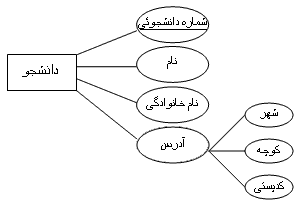 شماره دانشجوئی
نام
دانشجو
نام خانوادگی
آدرس
شهر
کوچه
کدپستی